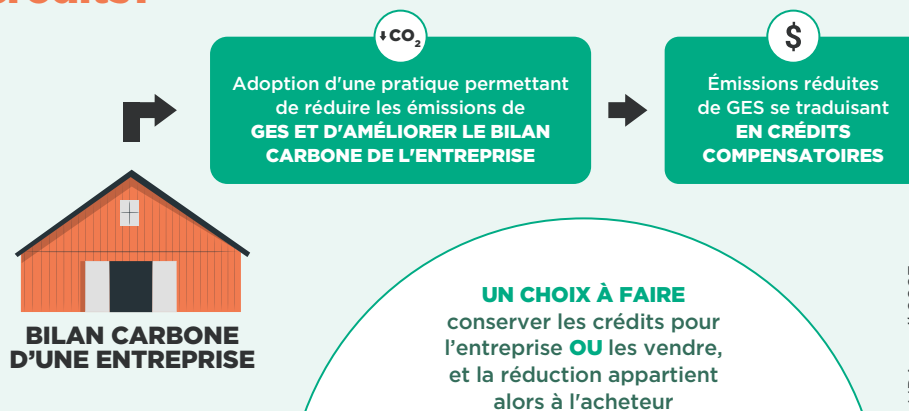 ↓CO₂
Adoption d'une pratique permettant
de réduire les émissions de
GES ET D'AMÉLIORER LE BILAN
CARBONE DE L'ENTREPRISE
$
Émissions réduites
de GES se traduisant
EN CRÉDITS
COMPENSATOIRES
BILAN CARBONE
D'UNE ENTREPRISE
UN CHOIX À FAIRE
conserver les crédits pour
l'entreprise OU les vendre,
et la réduction appartient
alors à l'acheteur